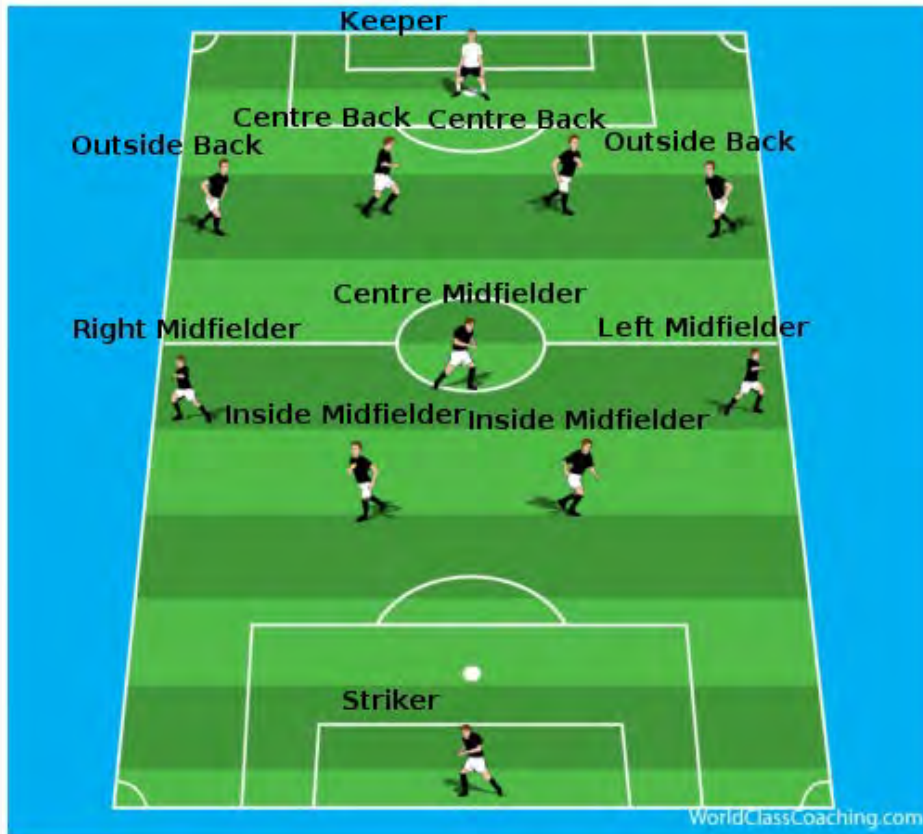 Keeper
Centre Back
Centre Back
Outside Back
Outside Back
Centre Midfielder
Right Midfielder
Left Midfielder
Inside Midfielder
Inside Midfielder
Striker
WorldClassCoaching.com